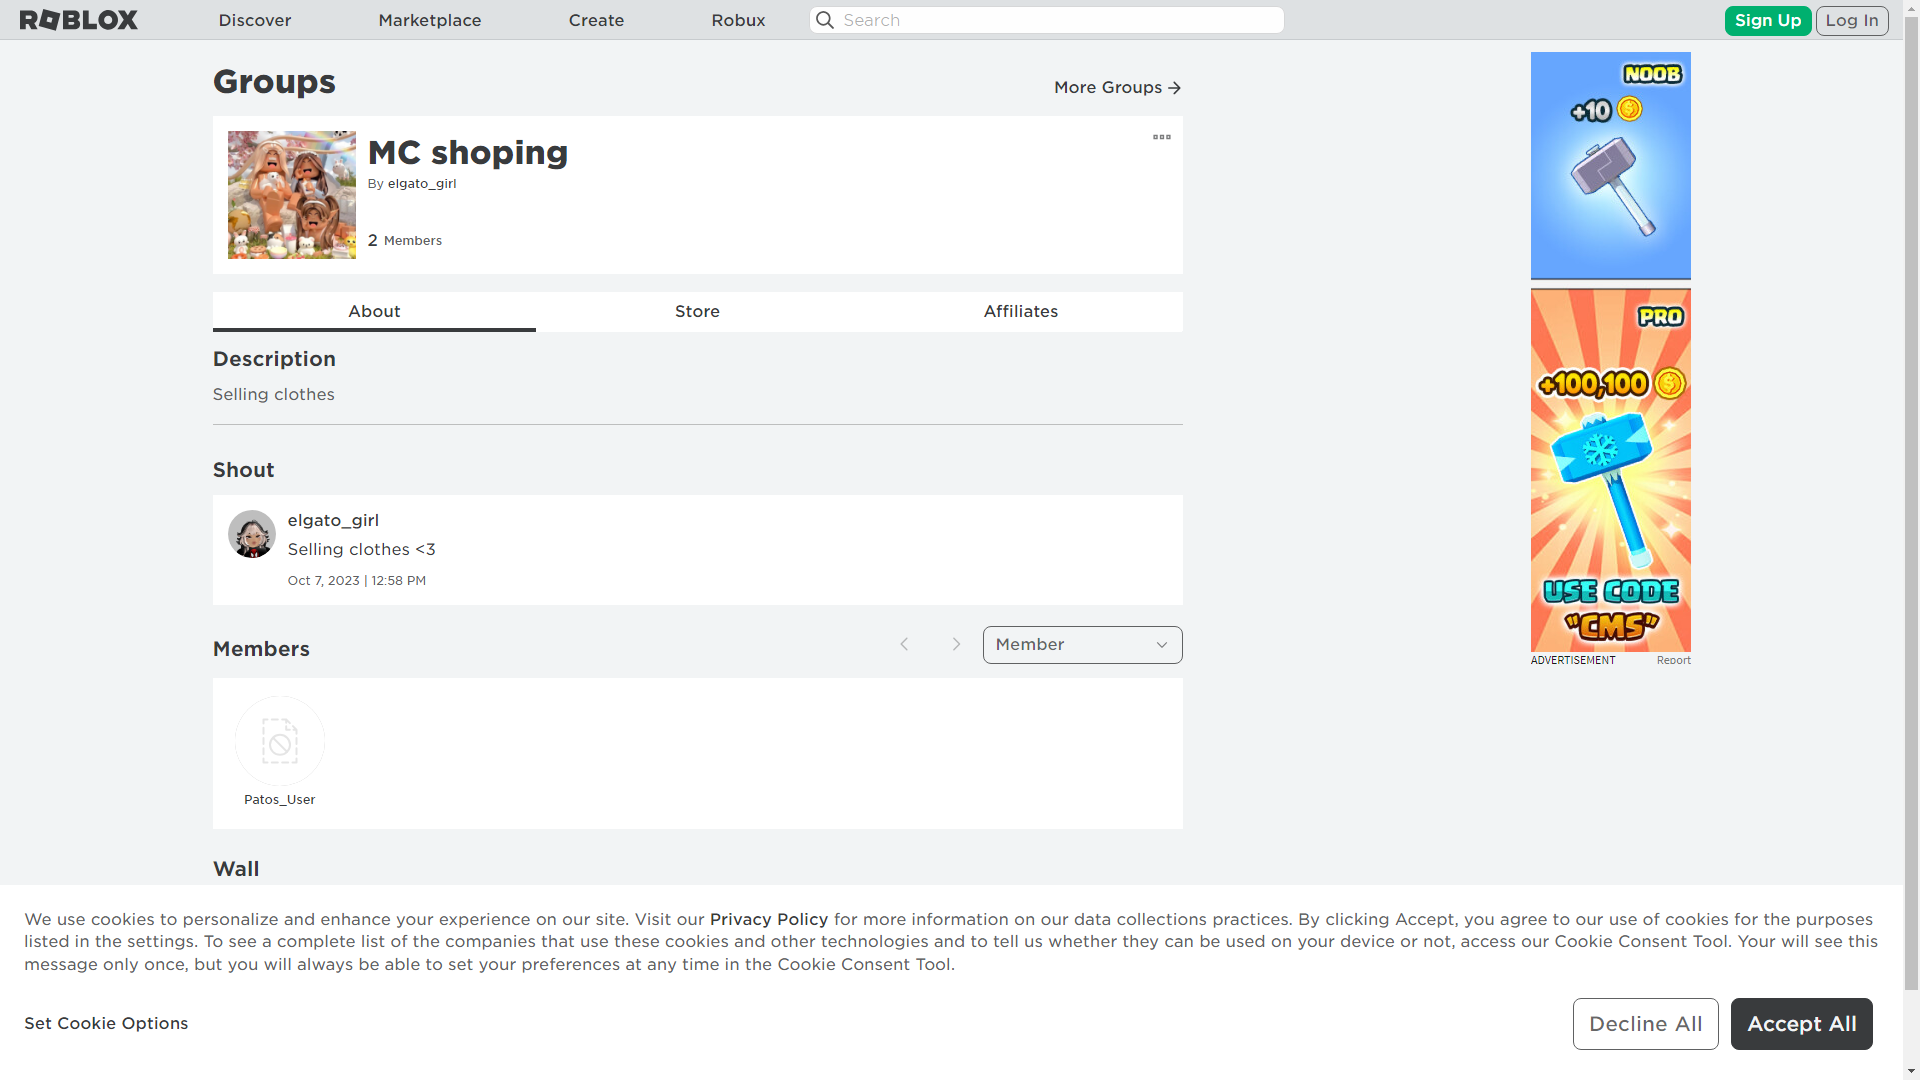 ROBLOX Discover Marketplace Create Robux Search Sign Up Log In
Groups
More Groups
MC shoping
By elgato_girl
2 Members
About Store Affiliates
Description
Selling clothes
Shout
elgato_girl
Selling clothes <3
Oct 7, 2023 | 12:58 PM
Members
Member
Patos_User
Wall
NOOB
+10
PRO
+100,100
USE CODE
"CMS"
ADVERTISEMENT Report
We use cookies to personalize and enhance your experience on our site. Visit our Privacy Policy for more information on our data collections practices. By clicking Accept, you agree to our use of cookies for the purposes
listed in the settings. To see a complete list of the companies that use these cookies and other technologies and to tell us whether they can be used on your device or not, access our Cookie Consent Tool. Your will see this
message only once, but you will always be able to set your preferences at any time in the Cookie Consent Tool.
Set Cookie Options
Decline All
Accept All